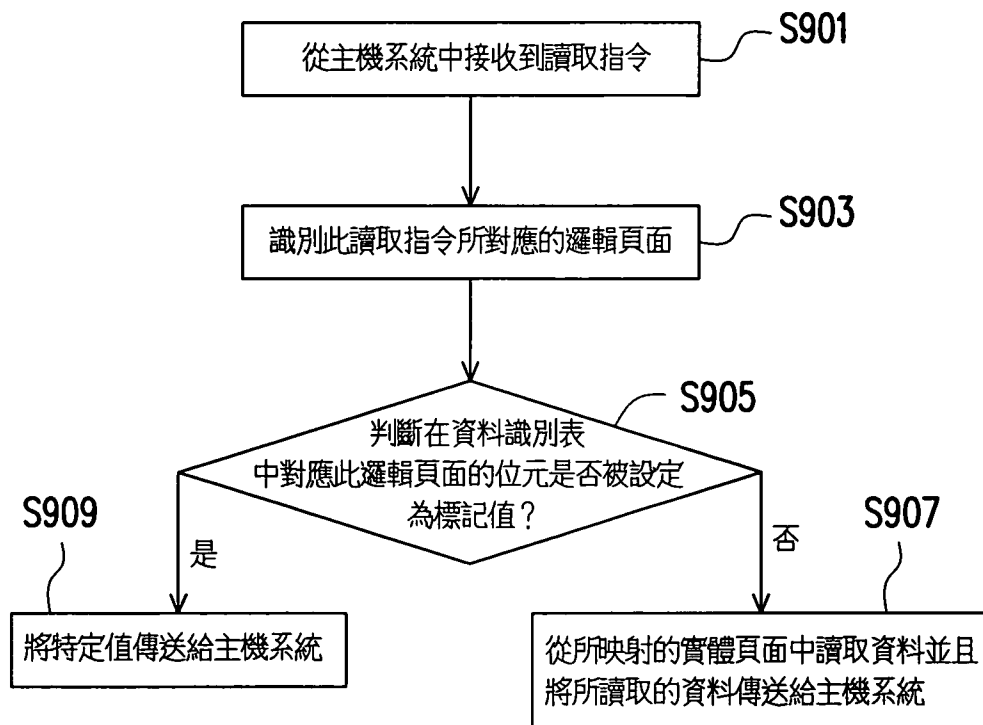 S901
從主機系統中接收到讀取指令
S903
識別此讀取指令所對應的邏輯頁面
S905
判斷在資料識別表
中對應此邏輯頁面的位元是否被設定
為標記值?
S909
是
將特定值傳送給主機系統
S907
否
從所映射的實體頁面中讀取資料並且
將所讀取的資料傳送給主機系統